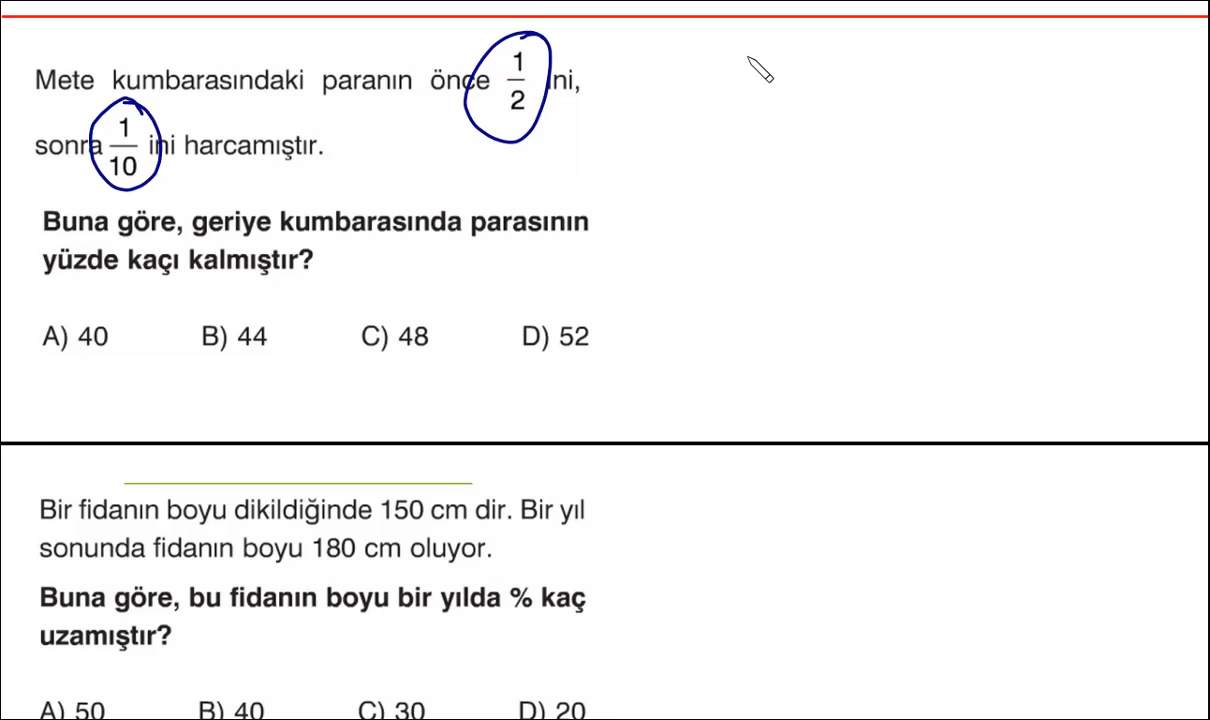 Mete kumbarasındaki paranın önce 1/2 ini,
sonra 1/10 ini harcamıştır.
Buna göre, geriye kumbarasında parasının
yüzde kaçı kalmıştır?
A) 40 B) 44 C) 48 D) 52
Bir fidanın boyu dikildiğinde 150 cm dir. Bir yıl
sonunda fidanın boyu 180 cm oluyor.
Buna göre, bu fidanın boyu bir yılda % kaç
uzamıştır?
A) 50 B) 40 C) 30 D) 20